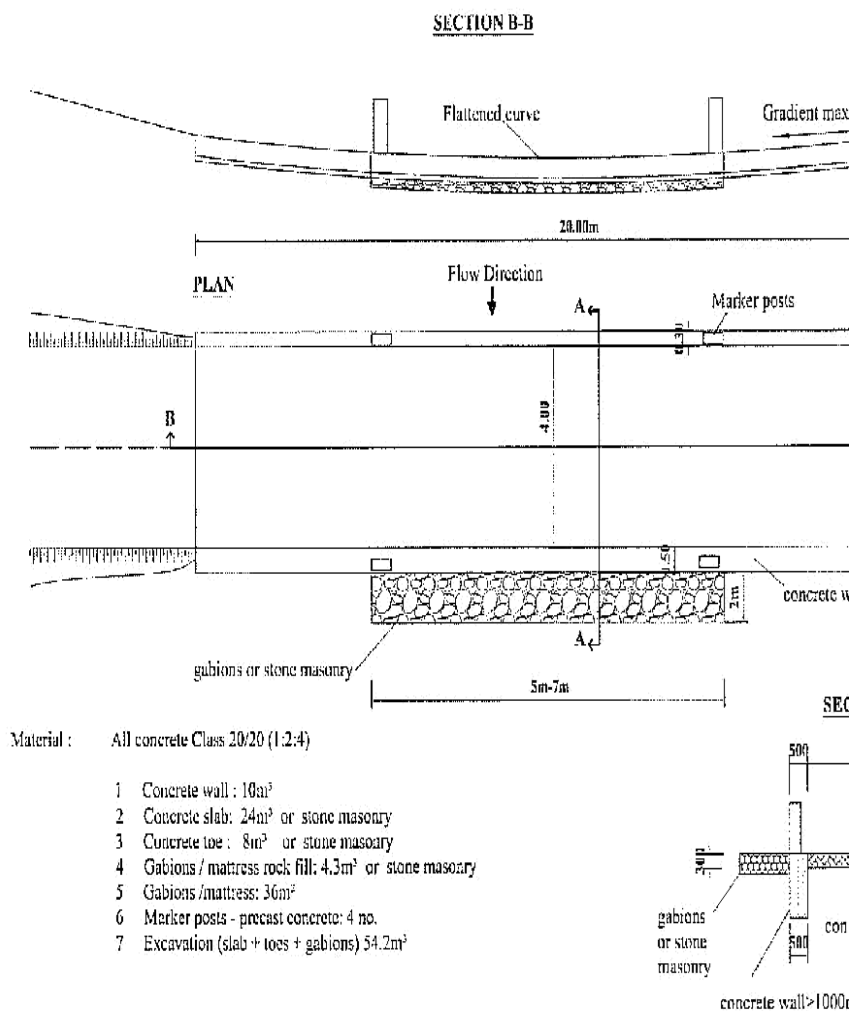 SECTION B-B
Flattened curve
Gradient max
20.00m
PLAN
Flow Direction
A
Marker posts
0.30
B
4.00
1.50
concrete w
2m
A
gabions or stone masonry
5m-7m
SEC
Material : All concrete Class 20/20 (1:2:4)
500
1 Concrete wall : 10m³
2 Concrete slab: 24m³ or stone masonry
3 Concrete toe : 8m³ or stone masonry
4 Gabions / mattress rock fill: 4.3m³ or stone masonry
5 Gabions /mattress: 36m²
6 Marker posts - precast concrete: 4 no.
7 Excavation (slab + toes + gabions) 54.2m³
gabions
or stone
masonry
con
500
concrete wall>1000m